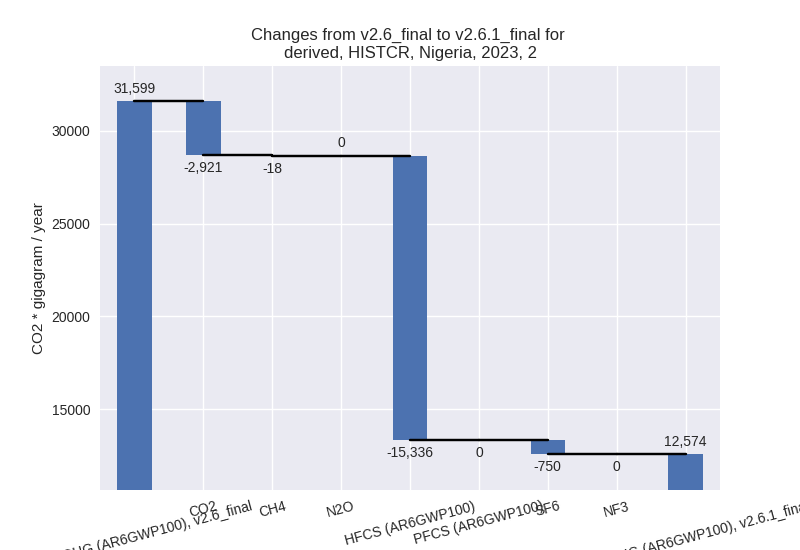 Changes from v2.6_final to v2.6.1_final for
derived, HISTCR, Nigeria, 2023, 2
31,599
0
30000
-2,921
-18
25000
CO2 * gigagram / year
20000
15000
12,574
-15,336
0
-750
0
(AR6GWP100), v2.6_final
CO2
CH4
N2O
HFCS (AR6GWP100)
PFCS (AR6GWP100)
SF6
NF3
(AR6GWP100), v2.6.1